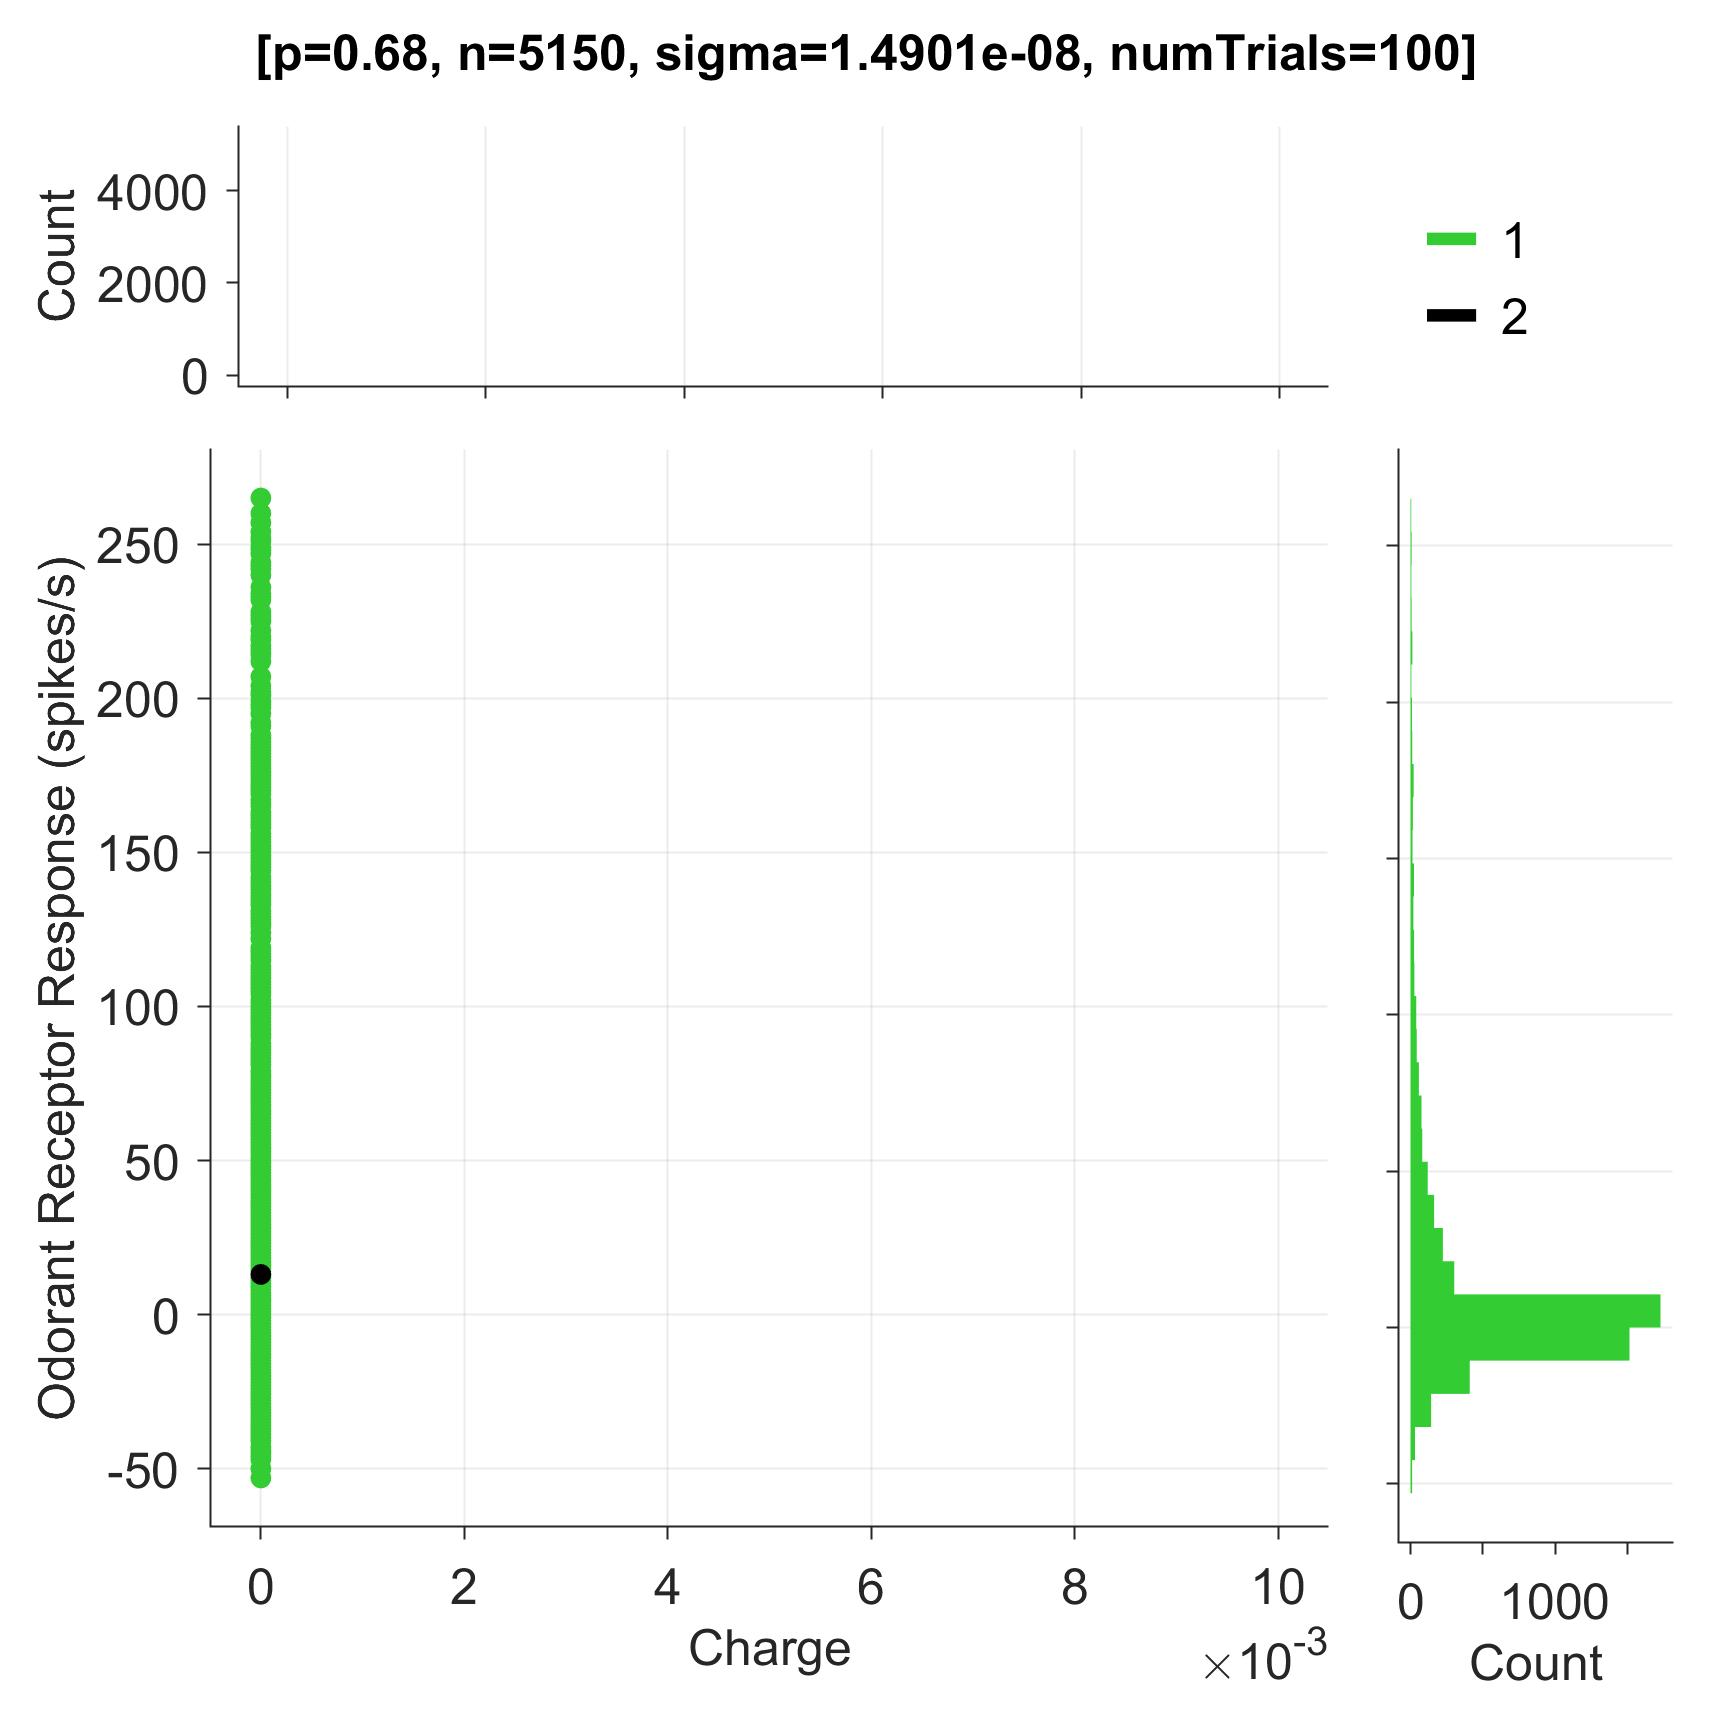 [p=0.68, n=5150, sigma=1.4901e-08, numTrials=100]
Count
4000
2000
0
1
2
Odorant Receptor Response (spikes/s)
250
200
150
100
50
0
-50
0 2 4 6 8 10
Charge
×10-3
0 1000
Count